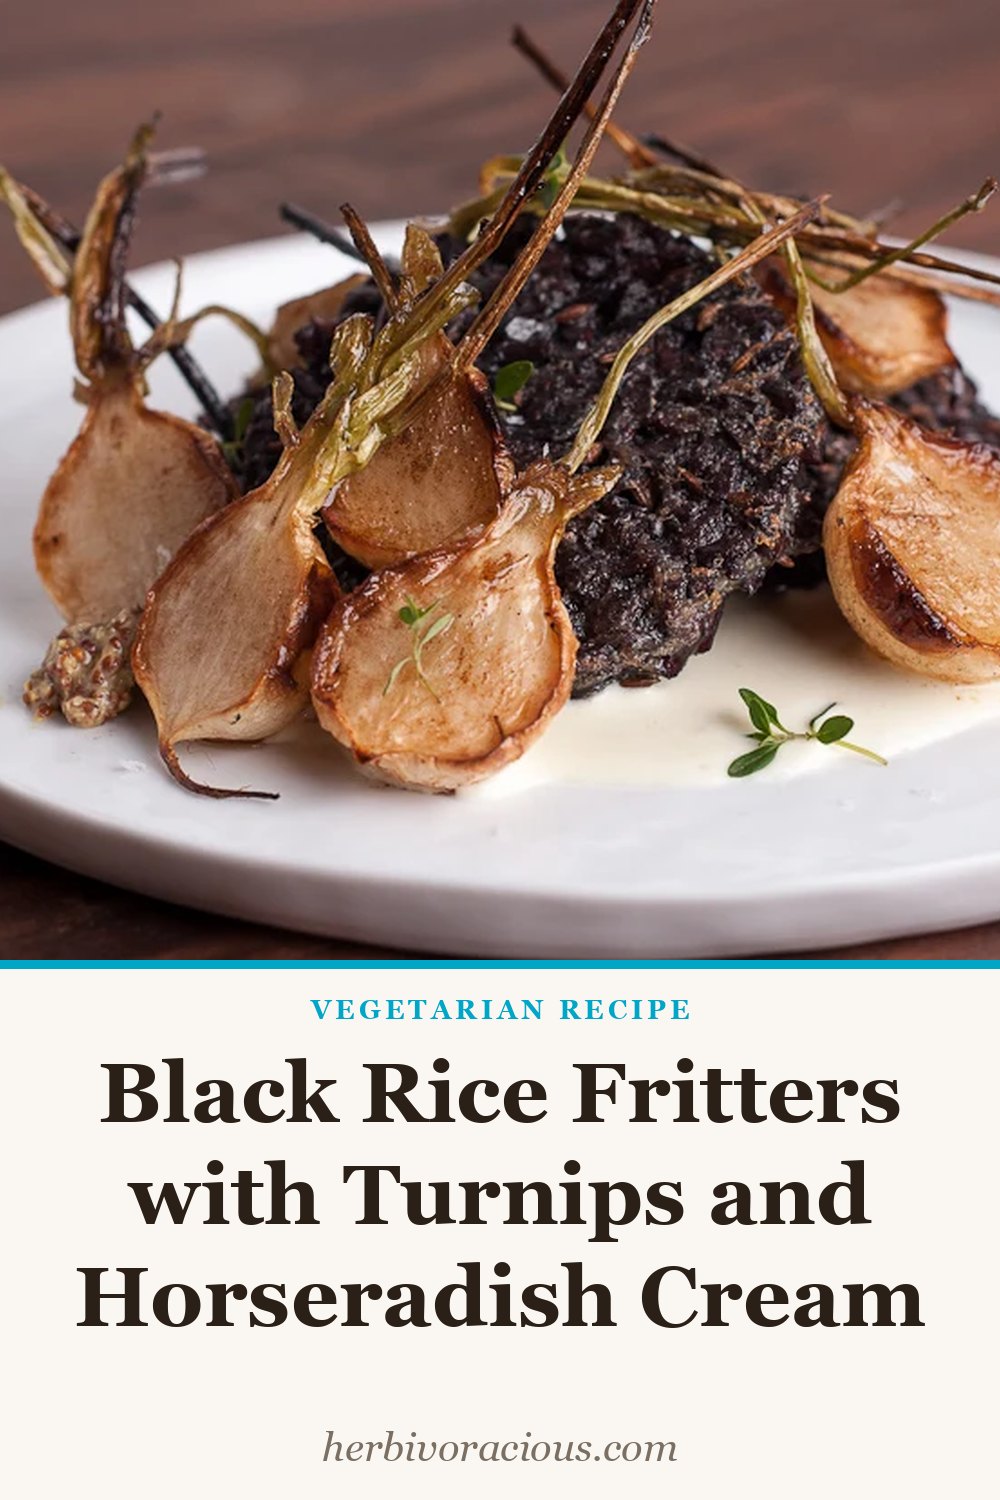 VEGETARIAN RECIPE
Black Rice Fritters
with Turnips and
Horseradish Cream
herbivoracious.com